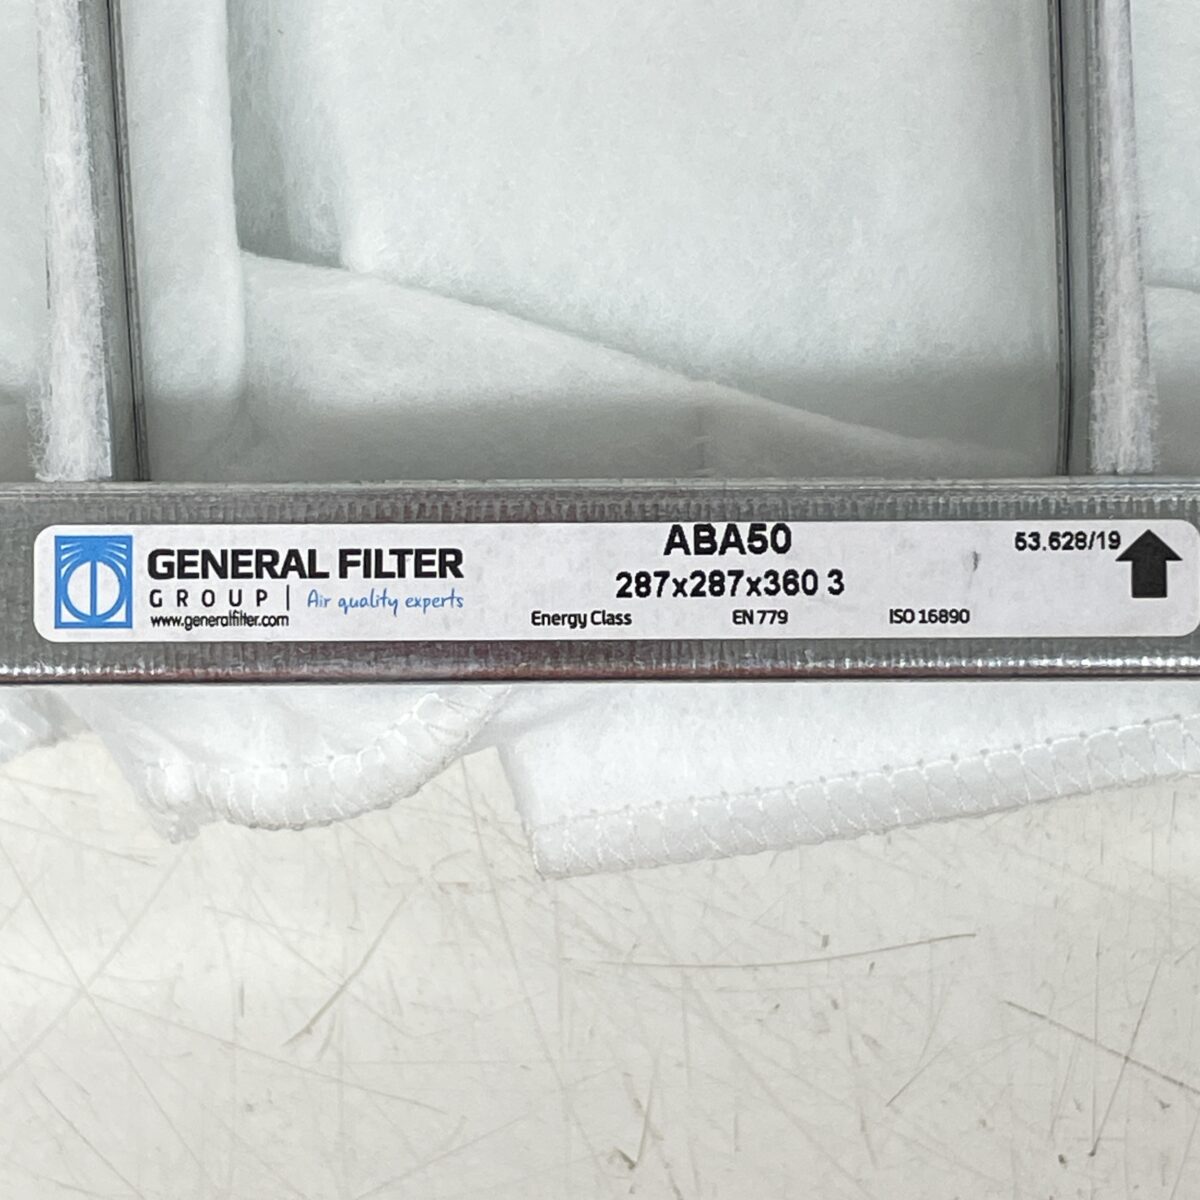 GENERAL FILTER
GROUP | Air quality experts
www.generalfilter.com
ABA50
287x287x360 3
Energy Class EN 779 ISO 16890
53.628/19